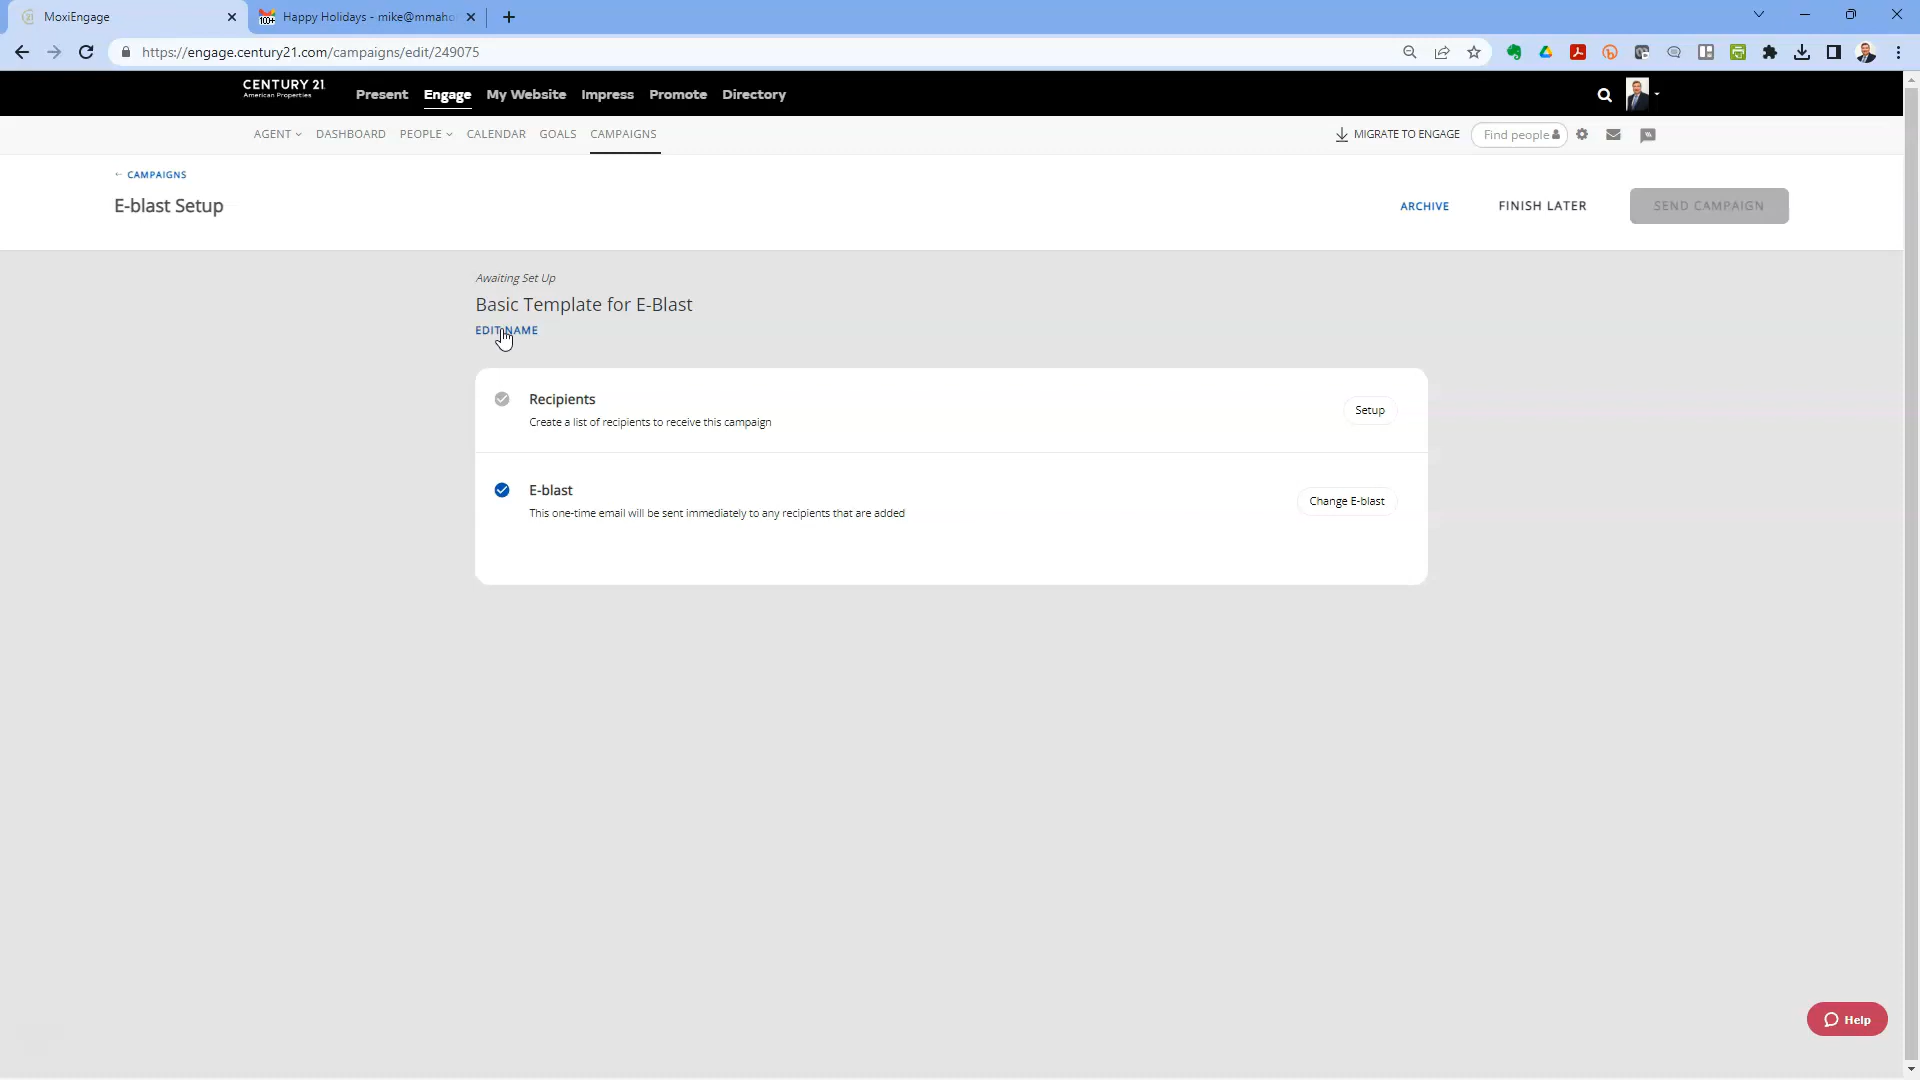 MoxiEngage
Happy Holidays - mike@mmaho
https://engage.century21.com/campaigns/edit/249075
CENTURY 21
American Properties
Present Engage My Website Impress Promote Directory
AGENT DASHBOARD PEOPLE CALENDAR GOALS CAMPAIGNS
MIGRATE TO ENGAGE Find people
← CAMPAIGNS
E-blast Setup
ARCHIVE FINISH LATER SEND CAMPAIGN
Awaiting Set Up
Basic Template for E-Blast
EDIT NAME
Recipients
Create a list of recipients to receive this campaign
Setup
E-blast
This one-time email will be sent immediately to any recipients that are added
Change E-blast
Help